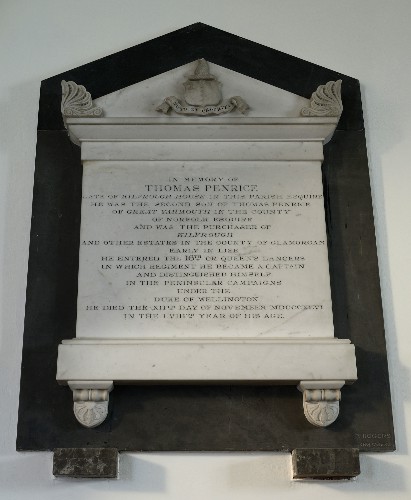 IN MEMORY OF
THOMAS PENRICE
LATE OF KILFROUGH HOUSE IN THIS PARISH ESQUIRE
HE WAS THE SECOND SON OF THOMAS PENRICE
OF GREAT YARMOUTH IN THE COUNTY
OF NORFOLK ESQUIRE
AND WAS THE PURCHASER OF
KILFROUGH
AND OTHER ESTATES IN THE COUNTY OF GLAMORGAN
EARLY IN LIFE
HE ENTERED THE 16TH OR QUEEN'S LANCERS
IN WHICH REGIMENT HE BECAME A CAPTAIN
AND DISTINGUISHED HIMSELF
IN THE PENINSULAR CAMPAIGNS
UNDER THE
DUKE OF WELLINGTON
HE DIED THE DAY OF NOVEMBER MDCCCXLVI
IN THE YEAR OF HIS AGE.